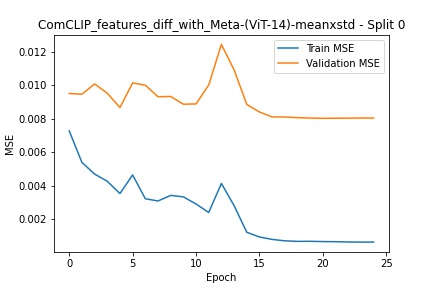 ComCLIP_features_diff_with_Meta-(ViT-14)-meanxstd - Split 0
Train MSE
Validation MSE
0.012
0.010
0.008
0.006
0.004
0.002
MSE
0 5 10 15 20 25
Epoch